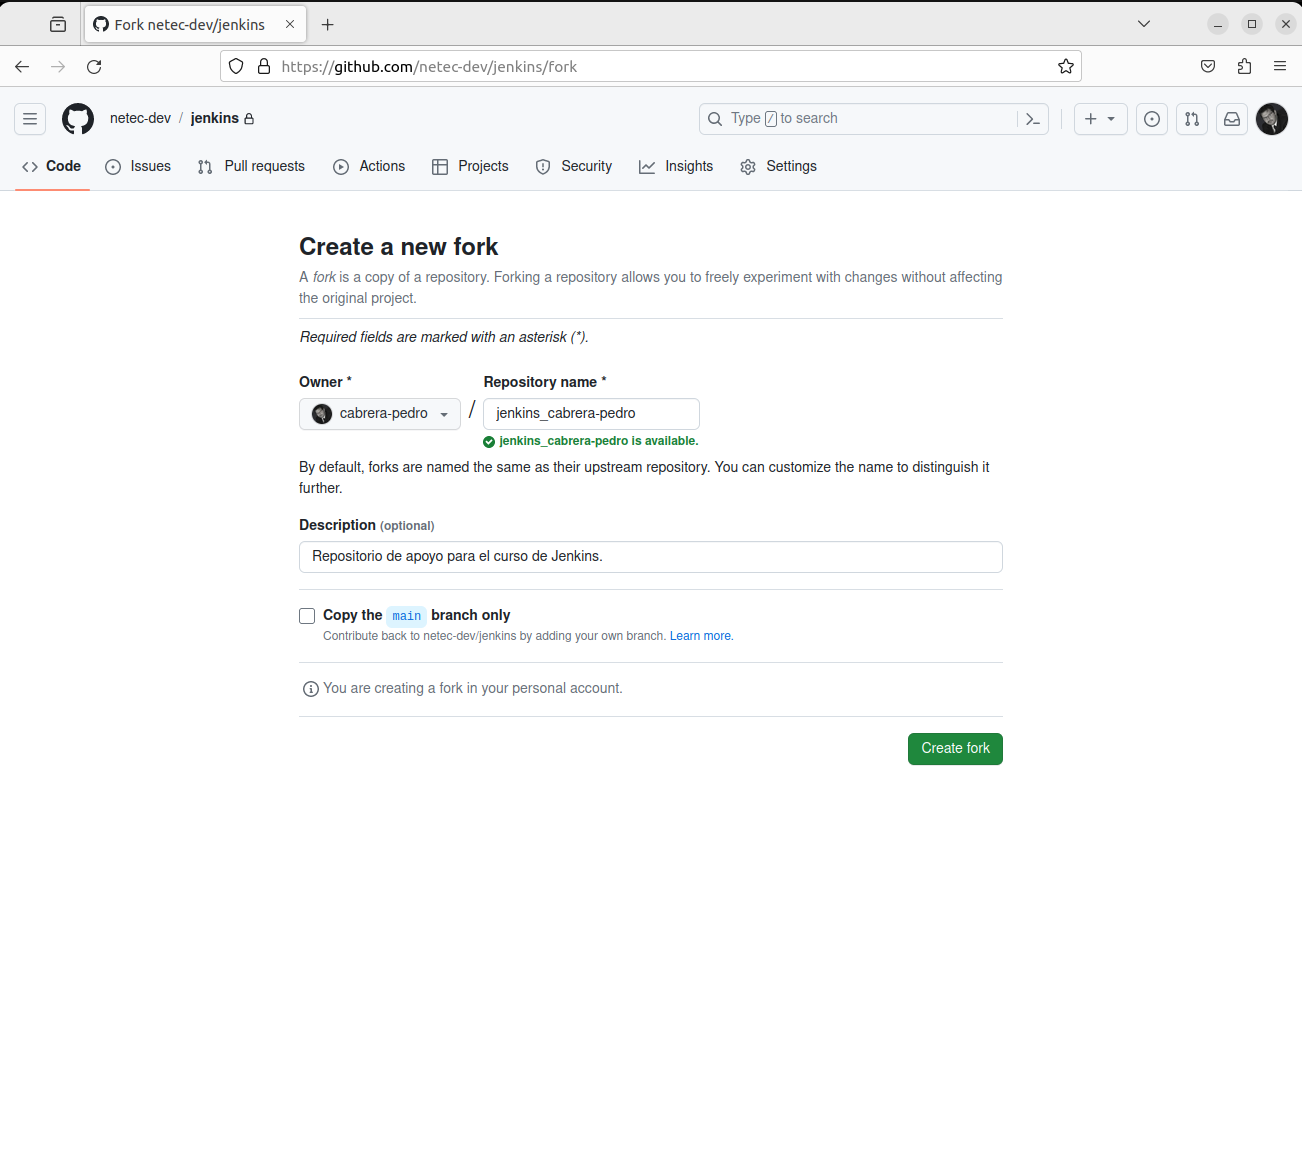 Fork netec-dev/jenkins
https://github.com/netec-dev/jenkins/fork
netec-dev / jenkins
Type / to search
Code Issues Pull requests Actions Projects Security Insights Settings
Create a new fork
A fork is a copy of a repository. Forking a repository allows you to freely experiment with changes without affecting
the original project.
Required fields are marked with an asterisk (*).
Owner * Repository name *
cabrera-pedro / jenkins_cabrera-pedro
jenkins_cabrera-pedro is available.
By default, forks are named the same as their upstream repository. You can customize the name to distinguish it
further.
Description (optional)
Repositorio de apoyo para el curso de Jenkins.
Copy the main branch only
Contribute back to netec-dev/jenkins by adding your own branch. Learn more.
You are creating a fork in your personal account.
Create fork